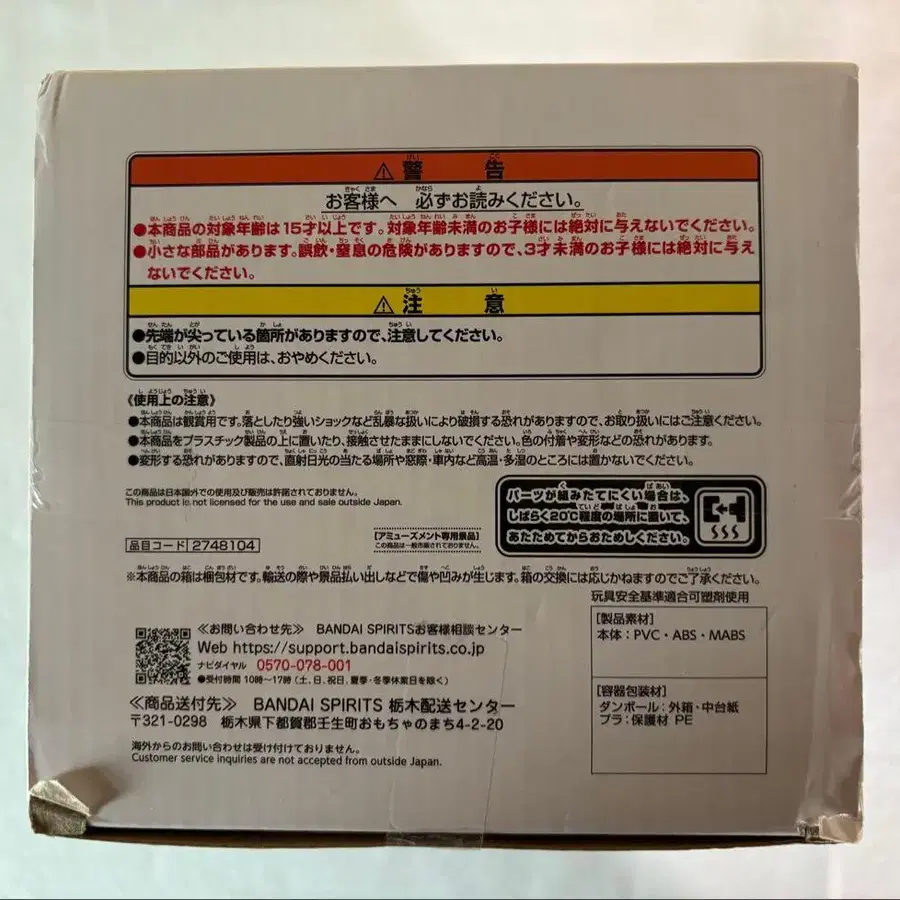 ⚠警告
お客様へ 必ずお読みください。
●本商品の対象年齢は15才以上です。対象年齢未満のお子様には絶対に与えないでください。
●小さな部品があります。誤飲・窒息の危険がありますので、3才未満のお子様には絶対に与え
ないでください。
⚠注意
●先端が尖っている箇所がありますので、注意してください。
●目的以外のご使用は、おやめください。
《使用上の注意》
●本商品は観賞用です。落としたり強いショックなど乱暴な扱いにより破損する恐れがありますので、お取り扱いにはご注意ください。
●本商品をプラスチック製品の上に置いたり、接触させたままにしないでください。色の付着や変形などの恐れがあります。
●変形する恐れがありますので、直射日光の当たる場所や窓際・車内など高温・多湿のところには置かないでください。
この商品は日本国外での使用及び販売は許諾されておりません。
This product is not licensed for the use and sale outside Japan.
パーツが組みたてにくい場合は、
しばらく20℃程度の場所に置いて、
あたためてからおためしください。
品目コード 2748104
[アミューズメント専用景品]
この商品は一般市販されておりません。
※本商品の箱は梱包材です。輸送の際や景品払い出しなどで傷や凹みが生じます。箱の交換には応じかねますのでご了承ください。
玩具安全基準適合可塑剤使用
[製品素材]
本体:PVC・ABS・MABS
[容器包装材]
ダンボール:外箱・中台紙
プラ:保護材 PE
≪お問い合わせ先≫ BANDAI SPIRITSお客様相談センター
Web https://support.bandaispirits.co.jp
ナビダイヤル 0570-078-001
●受付時間 10時~17時(土、日、祝日、夏季・冬季休業日を除く)
≪商品送付先≫ BANDAI SPIRITS 栃木配送センター
〒321-0298 栃木県下都賀郡壬生町おもちゃのまち4-2-20
海外からのお問い合わせは受け付けておりません。
Customer service inquiries are not accepted from outside Japan.